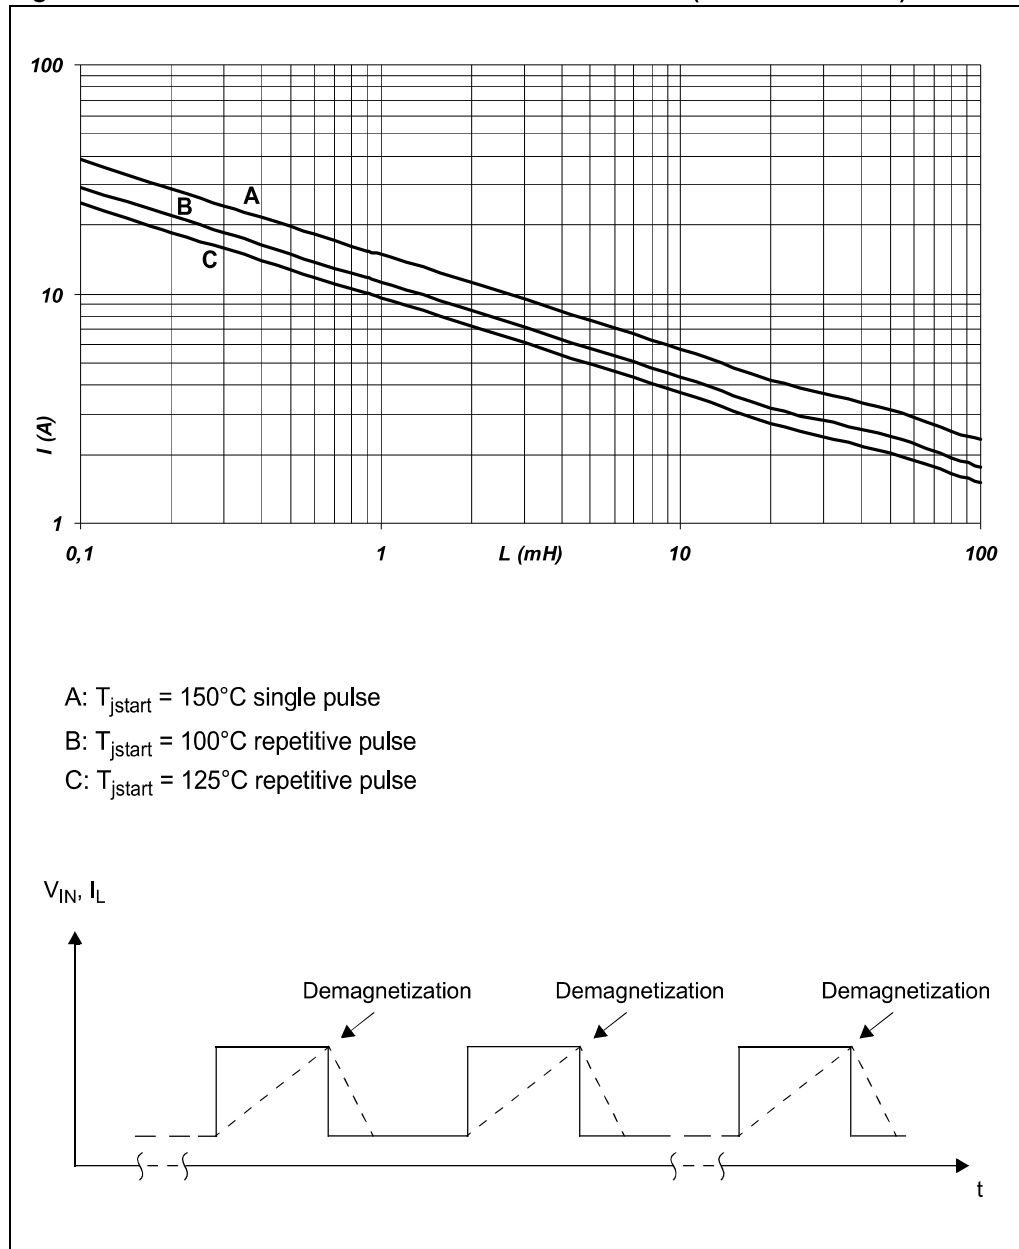 100
A
B
C
10
I (A)
1
0,1
1
L (mH)
10
100
A: Tjstart = 150°C single pulse
B: Tjstart = 100°C repetitive pulse
C: Tjstart = 125°C repetitive pulse
VIN, IL
Demagnetization
Demagnetization
Demagnetization
t